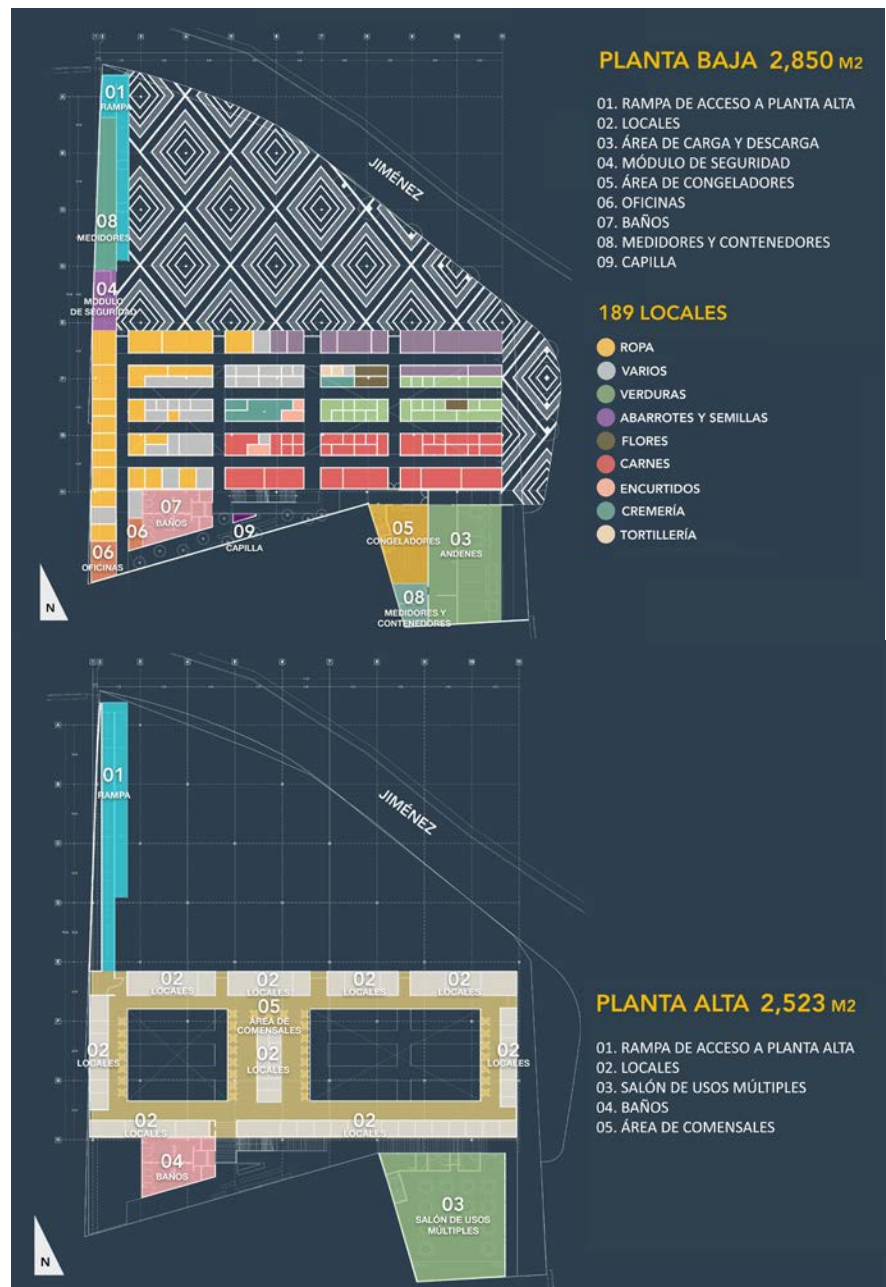 PLANTA BAJA 2,850 M2
01. RAMPA DE ACCESO A PLANTA ALTA
02. LOCALES
03. ÁREA DE CARGA Y DESCARGA
04. MÓDULO DE SEGURIDAD
05. ÁREA DE CONGELADORES
06. OFICINAS
07. BAÑOS
08. MEDIDORES Y CONTENEDORES
09. CAPILLA
189 LOCALES
ROPA
VARIOS
VERDURAS
ABARROTES Y SEMILLAS
FLORES
CARNES
ENCURTIDOS
CREMERÍA
TORTILLERÍA
01
RAMPA
JIMÉNEZ
08
MEDIDORES
04
MÓDULO
DE SEGURIDAD
07
BAÑOS
06
06
OFICINAS
09
CAPILLA
05
CONGELADORES
03
ANDENES
08
MEDIDORES Y
CONTENEDORES
N
01
RAMPA
JIMÉNEZ
02
LOCALES
02
LOCALES
02
LOCALES
02
LOCALES
05
ÁREA DE
COMENSALES
02
LOCALES
02
LOCALES
02
LOCALES
02
LOCALES
02
LOCALES
04
BAÑOS
03
SALÓN DE USOS
MÚLTIPLES
N
PLANTA ALTA 2,523 M2
01. RAMPA DE ACCESO A PLANTA ALTA
02. LOCALES
03. SALÓN DE USOS MÚLTIPLES
04. BAÑOS
05. ÁREA DE COMENSALES